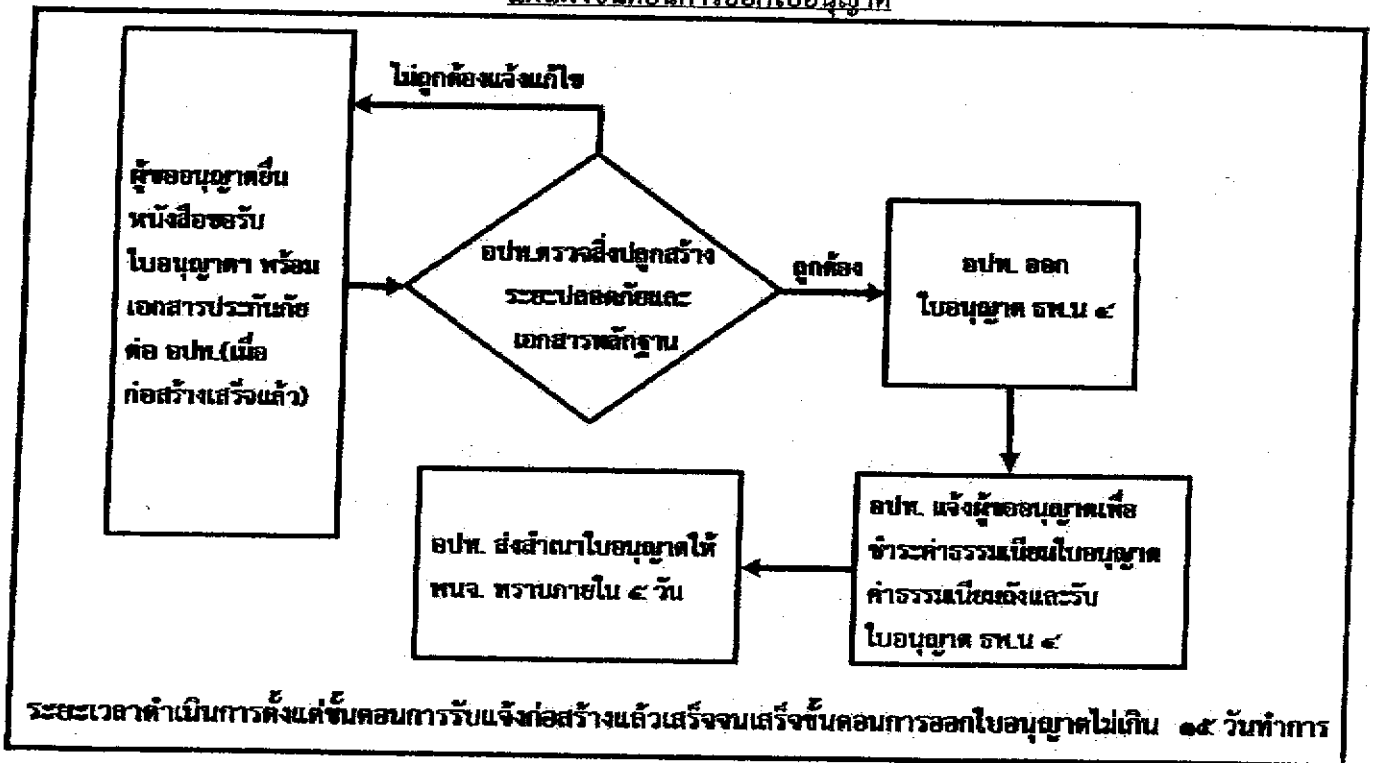 ไม่ถูกต้องแจ้งแก้ไข
ผู้ขออนุญาตยื่น
หนังสือขอรับ
ใบอนุญาตฯ พร้อม
เอกสารประกันภัย
ต่อ อปท.(เมื่อ
ก่อสร้างเสร็จแล้ว)
อปท.ตรวจสิ่งปลูกสร้าง
ระยะปลอดภัยและ
เอกสารหลักฐาน
ถูกต้อง
อปท. ออก
ใบอนุญาต ธพ.น ๔
อปท. แจ้งผู้ขออนุญาตเพื่อ
ชำระค่าธรรมเนียมใบอนุญาต
ค่าธรรมเนียมถังและรับ
ใบอนุญาต ธพ.น ๔
อปท. ส่งสำเนาใบอนุญาตให้
พนจ. ทราบภายใน ๕ วัน
ระยะเวลาดำเนินการตั้งแต่ขั้นตอนการรับแจ้งก่อสร้างแล้วเสร็จจนเสร็จขั้นตอนการออกใบอนุญาตไม่เกิน ๑๕ วันทำการ